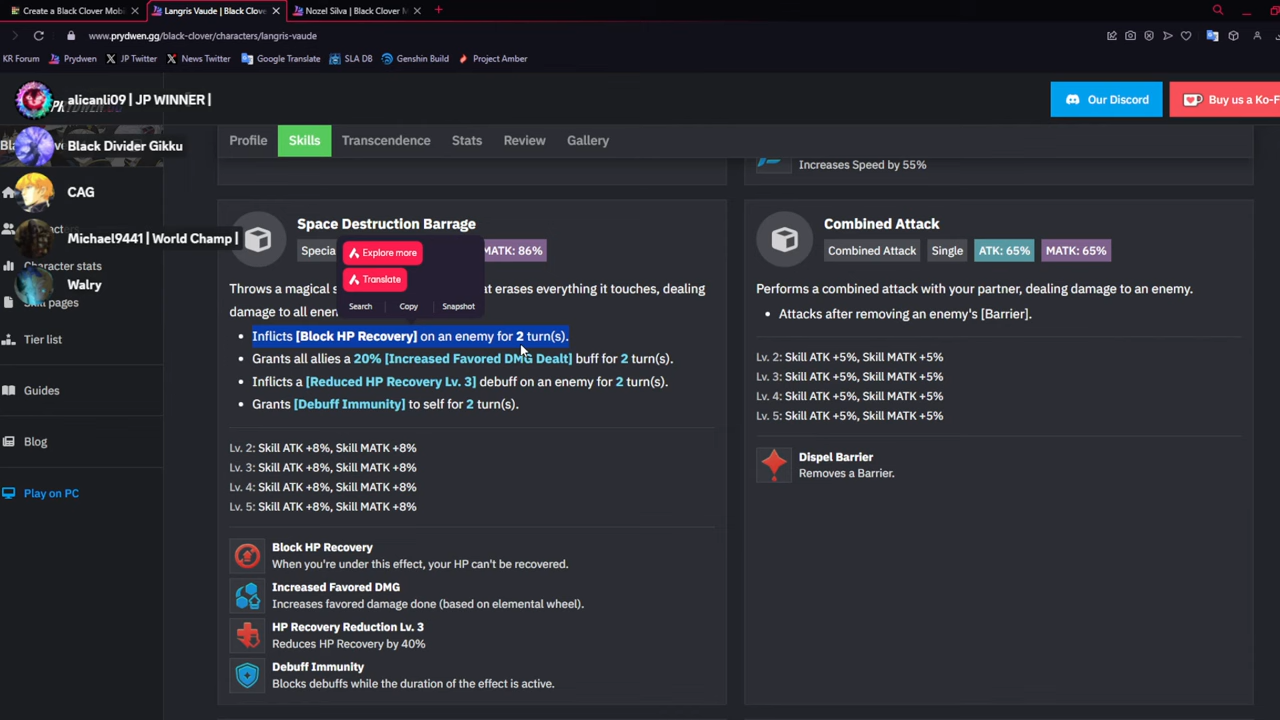 Create a Black Clover Mobi
Langris Vaude | Black Clove
Nozel Silva | Black Clover M
www.prydwen.gg/black-clover/characters/langris-vaude
KR Forum
Prydwen
JP Twitter
News Twitter
Google Translate
SLA DB
Genshin Build
Project Amber
alicanli09 | JP WINNER |
Our Discord
Buy us a Ko-F
Black Divider Gikku
Profile
Skills
Transcendence
Stats
Review
Gallery
Increases Speed by 55%
CAG
Michael9441 | World Champ |
Character stats
Walry
Skill pages
Tier list
Guides
Blog
Play on PC
Space Destruction Barrage
Explore more
MATK: 86%
Translate
Search
Copy
Snapshot
Throws a magical s
at erases everything it touches, dealing
damage to all enem
Inflicts [Block HP Recovery] on an enemy for 2 turn(s).
Grants all allies a 20% [Increased Favored DMG Dealt] buff for 2 turn(s).
Inflicts a [Reduced HP Recovery Lv. 3] debuff on an enemy for 2 turn(s).
Grants [Debuff Immunity] to self for 2 turn(s).
Lv. 2: Skill ATK +8%, Skill MATK +8%
Lv. 3: Skill ATK +8%, Skill MATK +8%
Lv. 4: Skill ATK +8%, Skill MATK +8%
Lv. 5: Skill ATK +8%, Skill MATK +8%
Block HP Recovery
When you're under this effect, your HP can't be recovered.
Increased Favored DMG
Increases favored damage done (based on elemental wheel).
HP Recovery Reduction Lv. 3
Reduces HP Recovery by 40%
Debuff Immunity
Blocks debuffs while the duration of the effect is active.
Combined Attack
Combined Attack
Single
ATK: 65%
MATK: 65%
Performs a combined attack with your partner, dealing damage to an enemy.
Attacks after removing an enemy's [Barrier].
Lv. 2: Skill ATK +5%, Skill MATK +5%
Lv. 3: Skill ATK +5%, Skill MATK +5%
Lv. 4: Skill ATK +5%, Skill MATK +5%
Lv. 5: Skill ATK +5%, Skill MATK +5%
Dispel Barrier
Removes a Barrier.